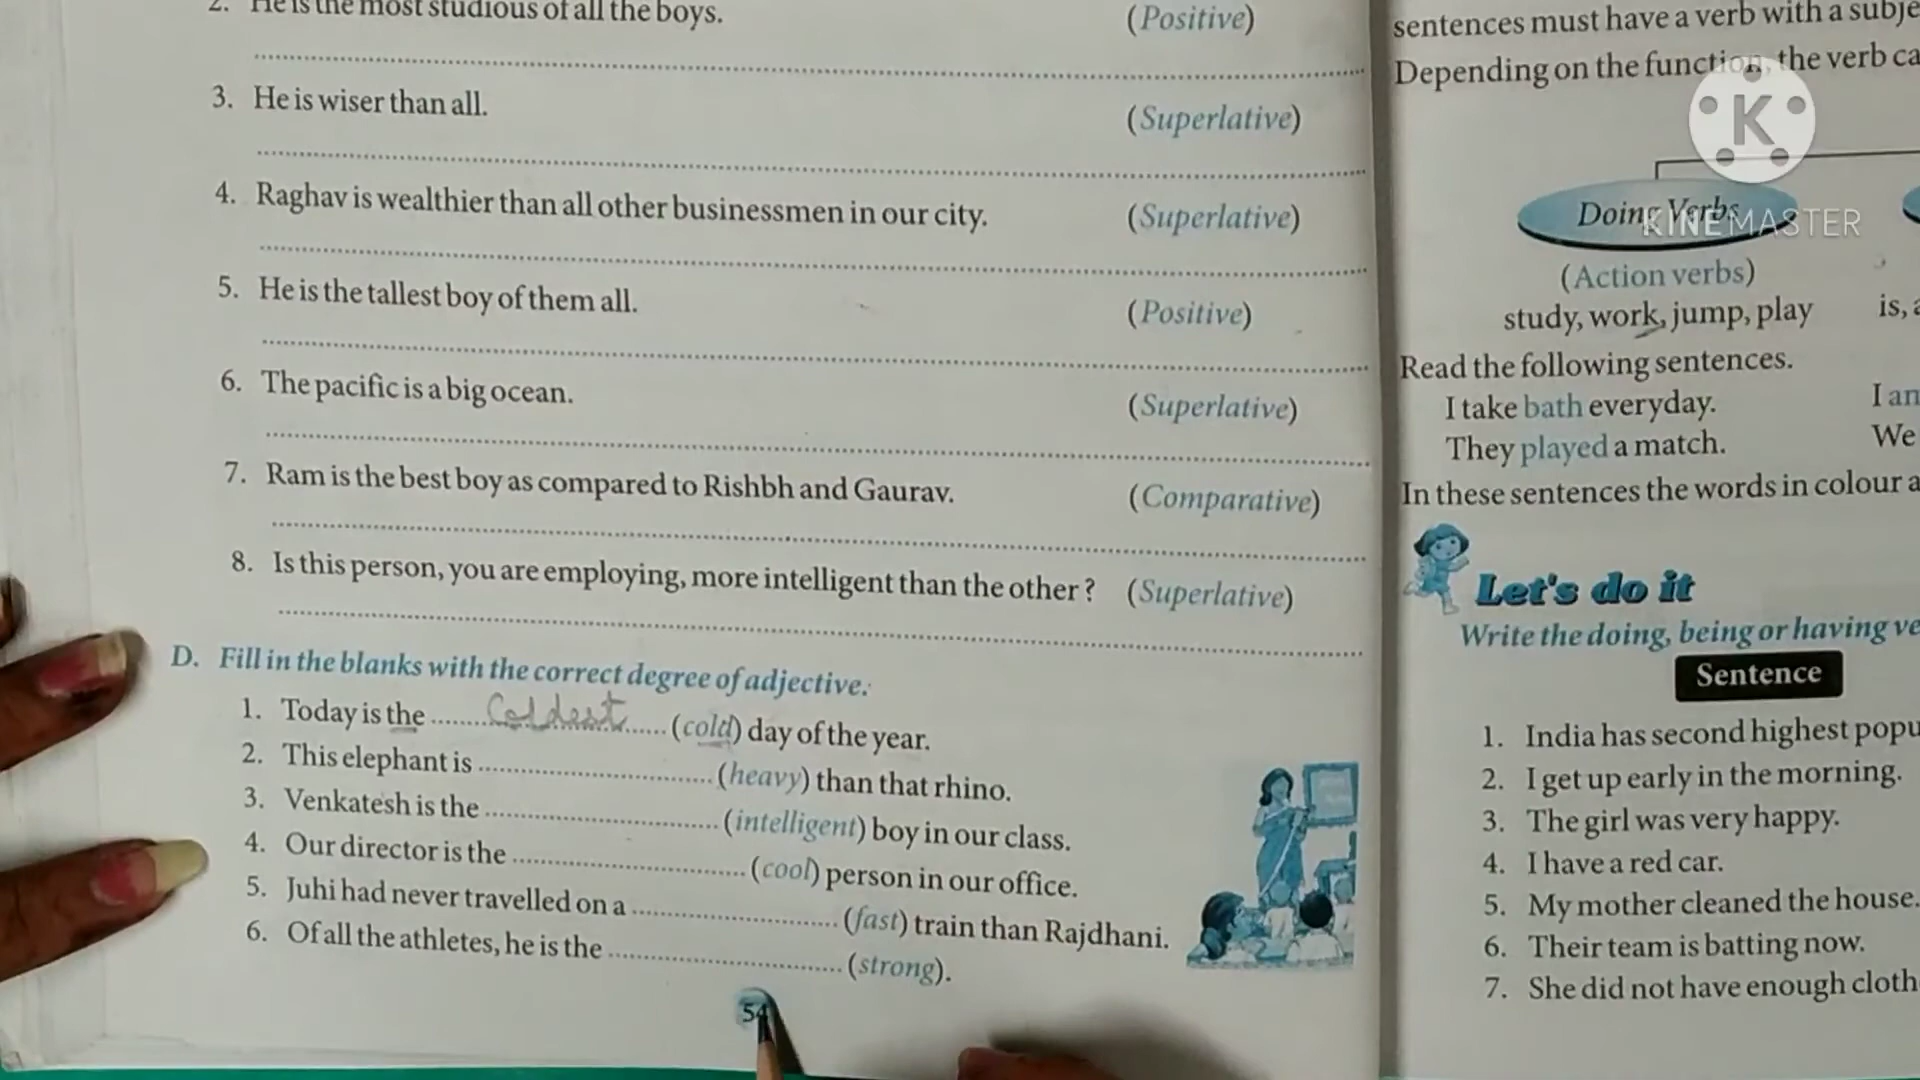 2. He is the most studious of all the boys. (Positive)
3. He is wiser than all. (Superlative)
4. Raghav is wealthier than all other businessmen in our city. (Superlative)
5. He is the tallest boy of them all. (Positive)
6. The pacific is a big ocean. (Superlative)
7. Ram is the best boy as compared to Rishbh and Gaurav. (Comparative)
8. Is this person, you are employing, more intelligent than the other ? (Superlative)
D. Fill in the blanks with the correct degree of adjective.:
1. Today is the ........ Coldest ........ (cold) day of the year.
2. This elephant is ........ (heavy) than that rhino.
3. Venkatesh is the ........ (intelligent) boy in our class.
4. Our director is the ........ (cool) person in our office.
5. Juhi had never travelled on a ........ (fast) train than Rajdhani.
6. Of all the athletes, he is the ........ (strong).
54
sentences must have a verb with a subje
Depending on the function, the verb ca
K
KINEMASTER
Doing Verbs
(Action verbs)
study, work, jump, play is, a
Read the following sentences.
I take bath everyday. I an
They played a match. We
In these sentences the words in colour a
Let's do it
Write the doing, being or having ve
Sentence
1. India has second highest popu
2. I get up early in the morning.
3. The girl was very happy.
4. I have a red car.
5. My mother cleaned the house.
6. Their team is batting now.
7. She did not have enough cloth